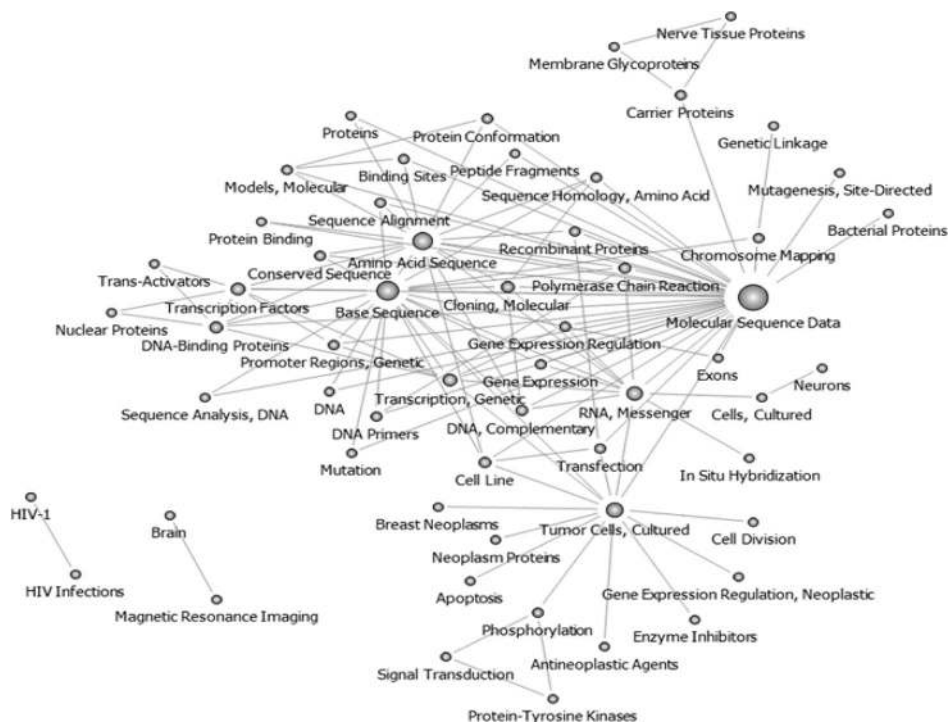 Nerve Tissue Proteins
Membrane Glycoproteins
Carrier Proteins
Proteins
Protein Conformation
Genetic Linkage
Binding Sites
Peptide Fragments
Models, Molecular
Sequence Homology, Amino Acid
Mutagenesis, Site-Directed
Sequence Alignment
Bacterial Proteins
Protein Binding
Recombinant Proteins
Amino Acid Sequence
Chromosome Mapping
Conserved Sequence
Trans-Activators
Polymerase Chain Reaction
Transcription Factors
Base Sequence
Cloning, Molecular
Molecular Sequence Data
Nuclear Proteins
DNA-Binding Proteins
Gene Expression Regulation
Promoter Regions, Genetic
Exons
Gene Expression
Neurons
Transcription, Genetic
Sequence Analysis, DNA
DNA
RNA, Messenger
Cells, Cultured
DNA Primers
DNA, Complementary
Mutation
Cell Line
Transfection
In Situ Hybridization
HIV-1
Brain
Breast Neoplasms
Tumor Cells, Cultured
Cell Division
Neoplasm Proteins
HIV Infections
Apoptosis
Gene Expression Regulation, Neoplastic
Magnetic Resonance Imaging
Phosphorylation
Enzyme Inhibitors
Signal Transduction
Antineoplastic Agents
Protein-Tyrosine Kinases